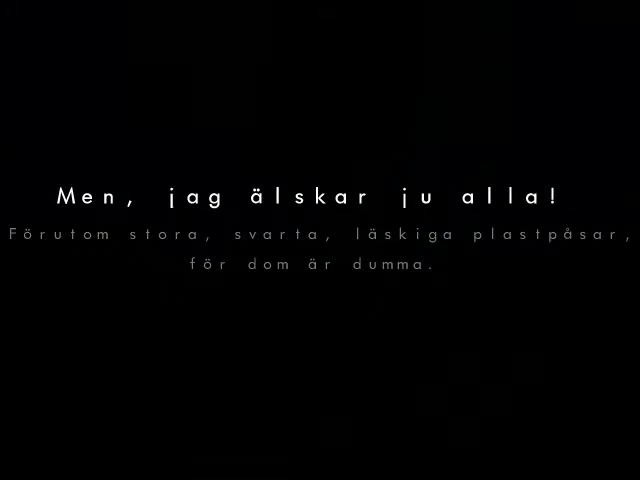 Men, jag älskar ju alla!
Förutom stora, svarta, läskiga plastpåsar,
för dom är dumma.